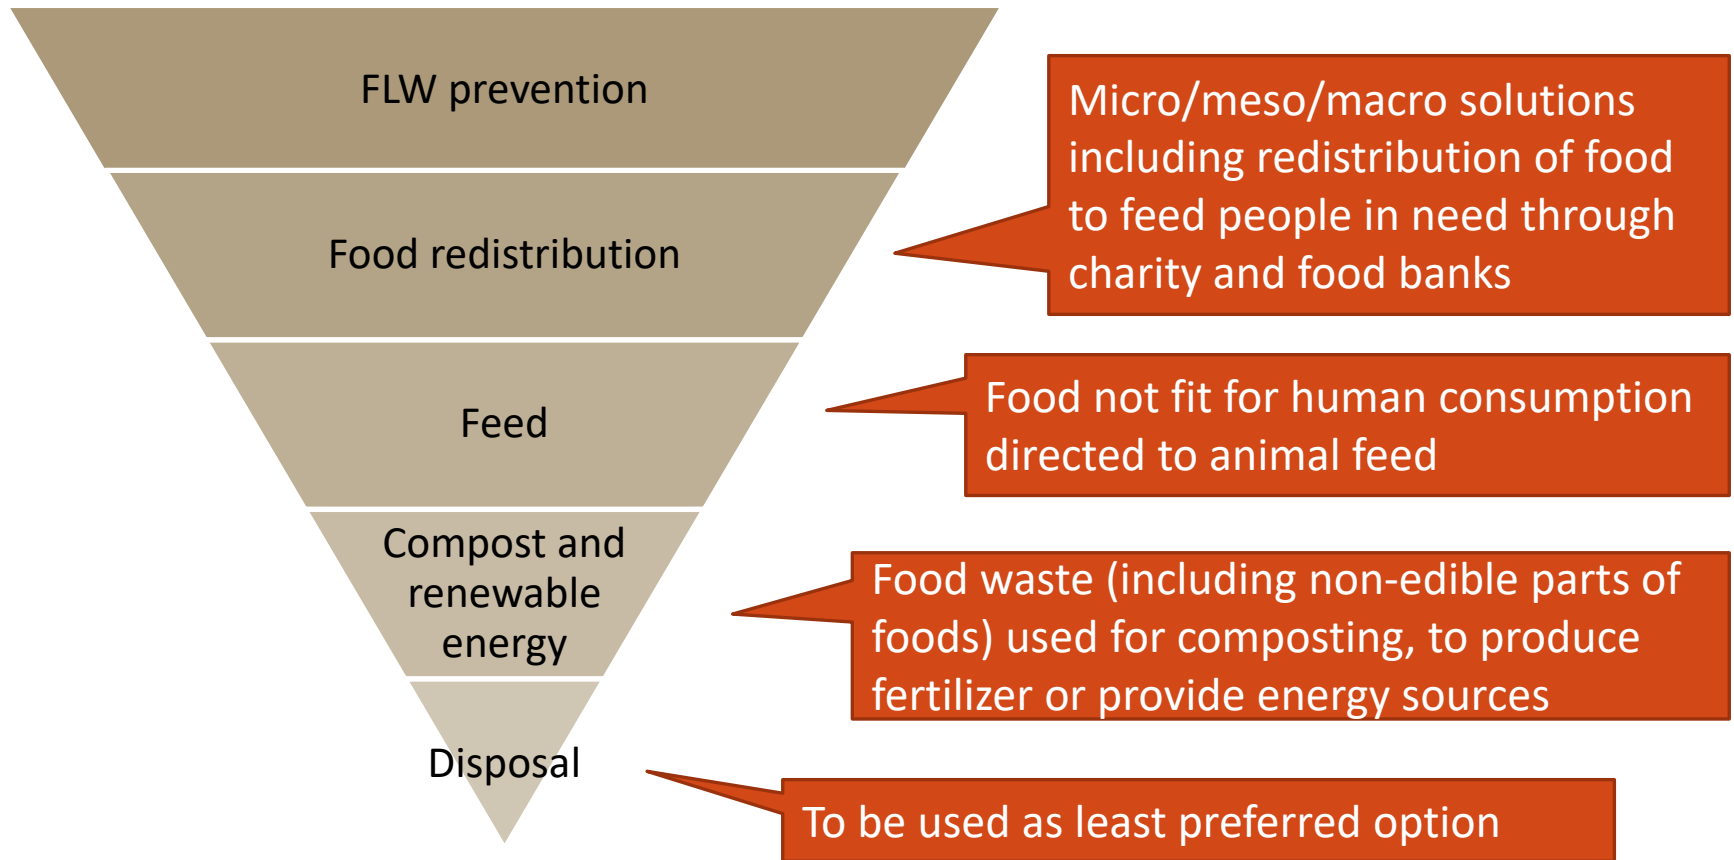 FLW prevention
Micro/meso/macro solutions
including redistribution of food
to feed people in need through
charity and food banks
Food redistribution
Food not fit for human consumption
directed to animal feed
Feed
Compost and
renewable
energy
Food waste (including non-edible parts of
foods) used for composting, to produce
fertilizer or provide energy sources
Disposal
To be used as least preferred option